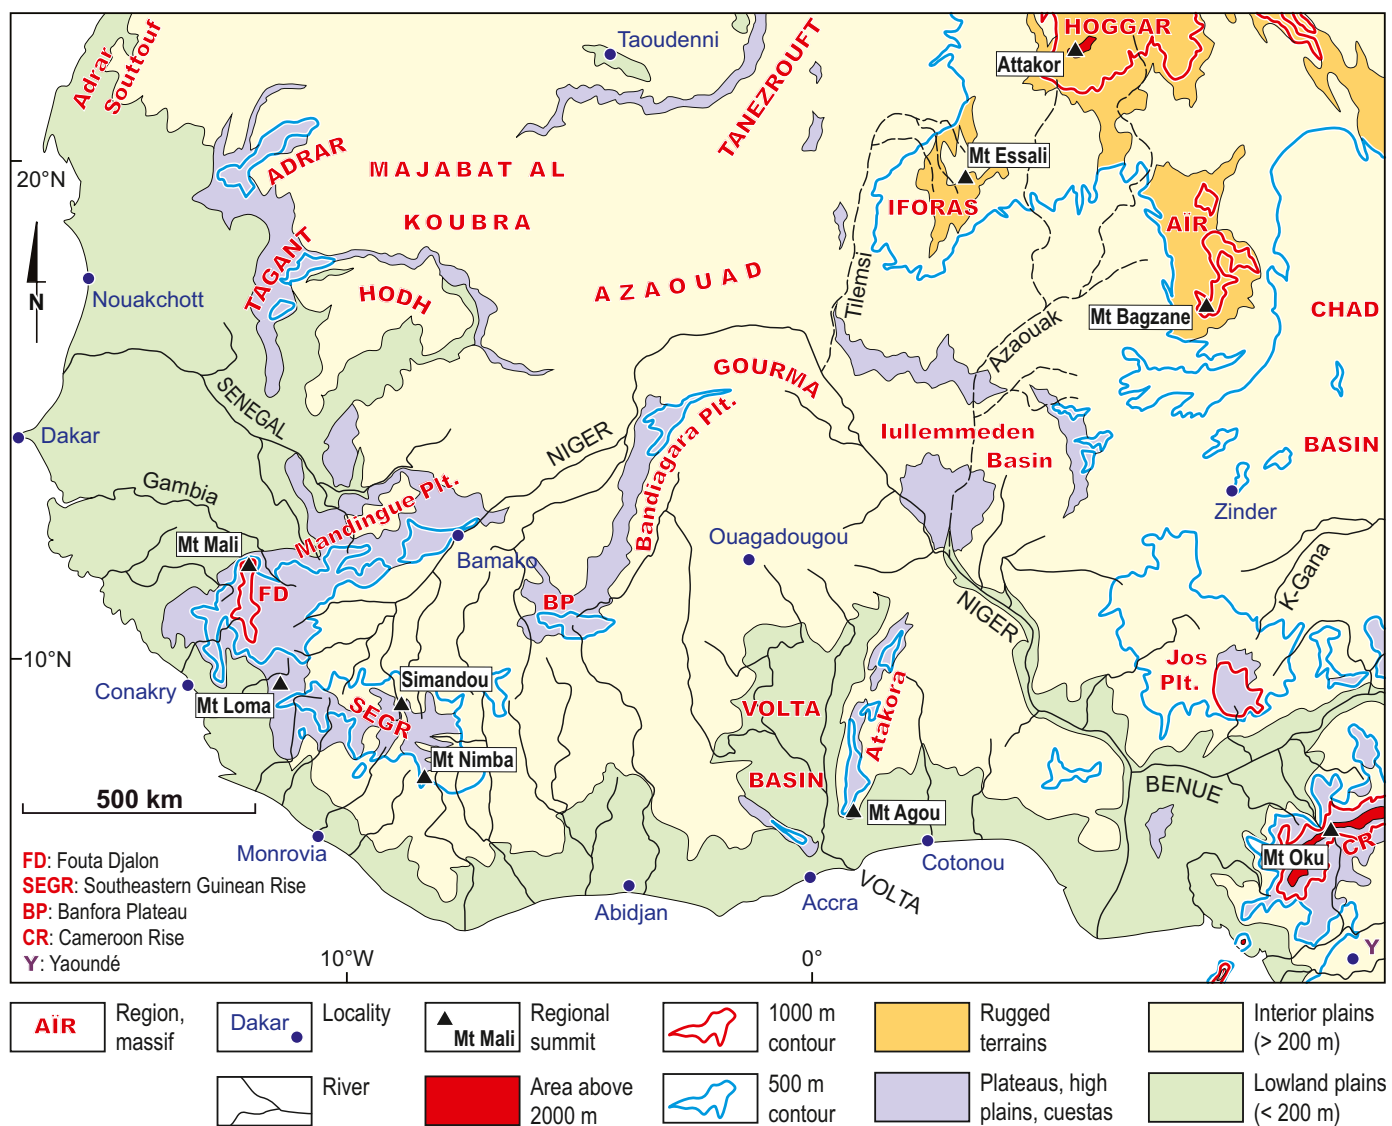 HOGGAR
Taoudenni
Attakor
Adrar
Souttouf
TANEZROUFT
ADRAR
MAJABAT AL
KOUBRA
Mt Essali
20°N
IFORAS
AÏR
TAGANT
HODH
AZAOUAD
Tilemsi
N
Nouakchott
Mt Bagzane
CHAD
Azaouak
GOURMA
SENEGAL
Dakar
NIGER
Bandiagara Plt.
Iullemmeden
Basin
BASIN
Gambia
Mandingue Plt.
Zinder
Mt Mali
Bamako
Ouagadougou
K-Gana
FD
BP
NIGER
10°N
Jos
Plt.
Conakry
Mt Loma
Simandou
SEGR
VOLTA
Atakora
Mt Nimba
BASIN
BENUE
500 km
Mt Agou
Monrovia
Cotonou
Mt Oku
CR
FD: Fouta Djalon
SEGR: Southeastern Guinean Rise
BP: Banfora Plateau
CR: Cameroon Rise
Y: Yaoundé
Abidjan
Accra
VOLTA
Y
10°W
0°
AÏR
Region,
massif
Dakar
Locality
Mt Mali
Regional
summit
1000 m
contour
Rugged
terrains
Interior plains
(> 200 m)
River
Area above
2000 m
500 m
contour
Plateaus, high
plains, cuestas
Lowland plains
(< 200 m)